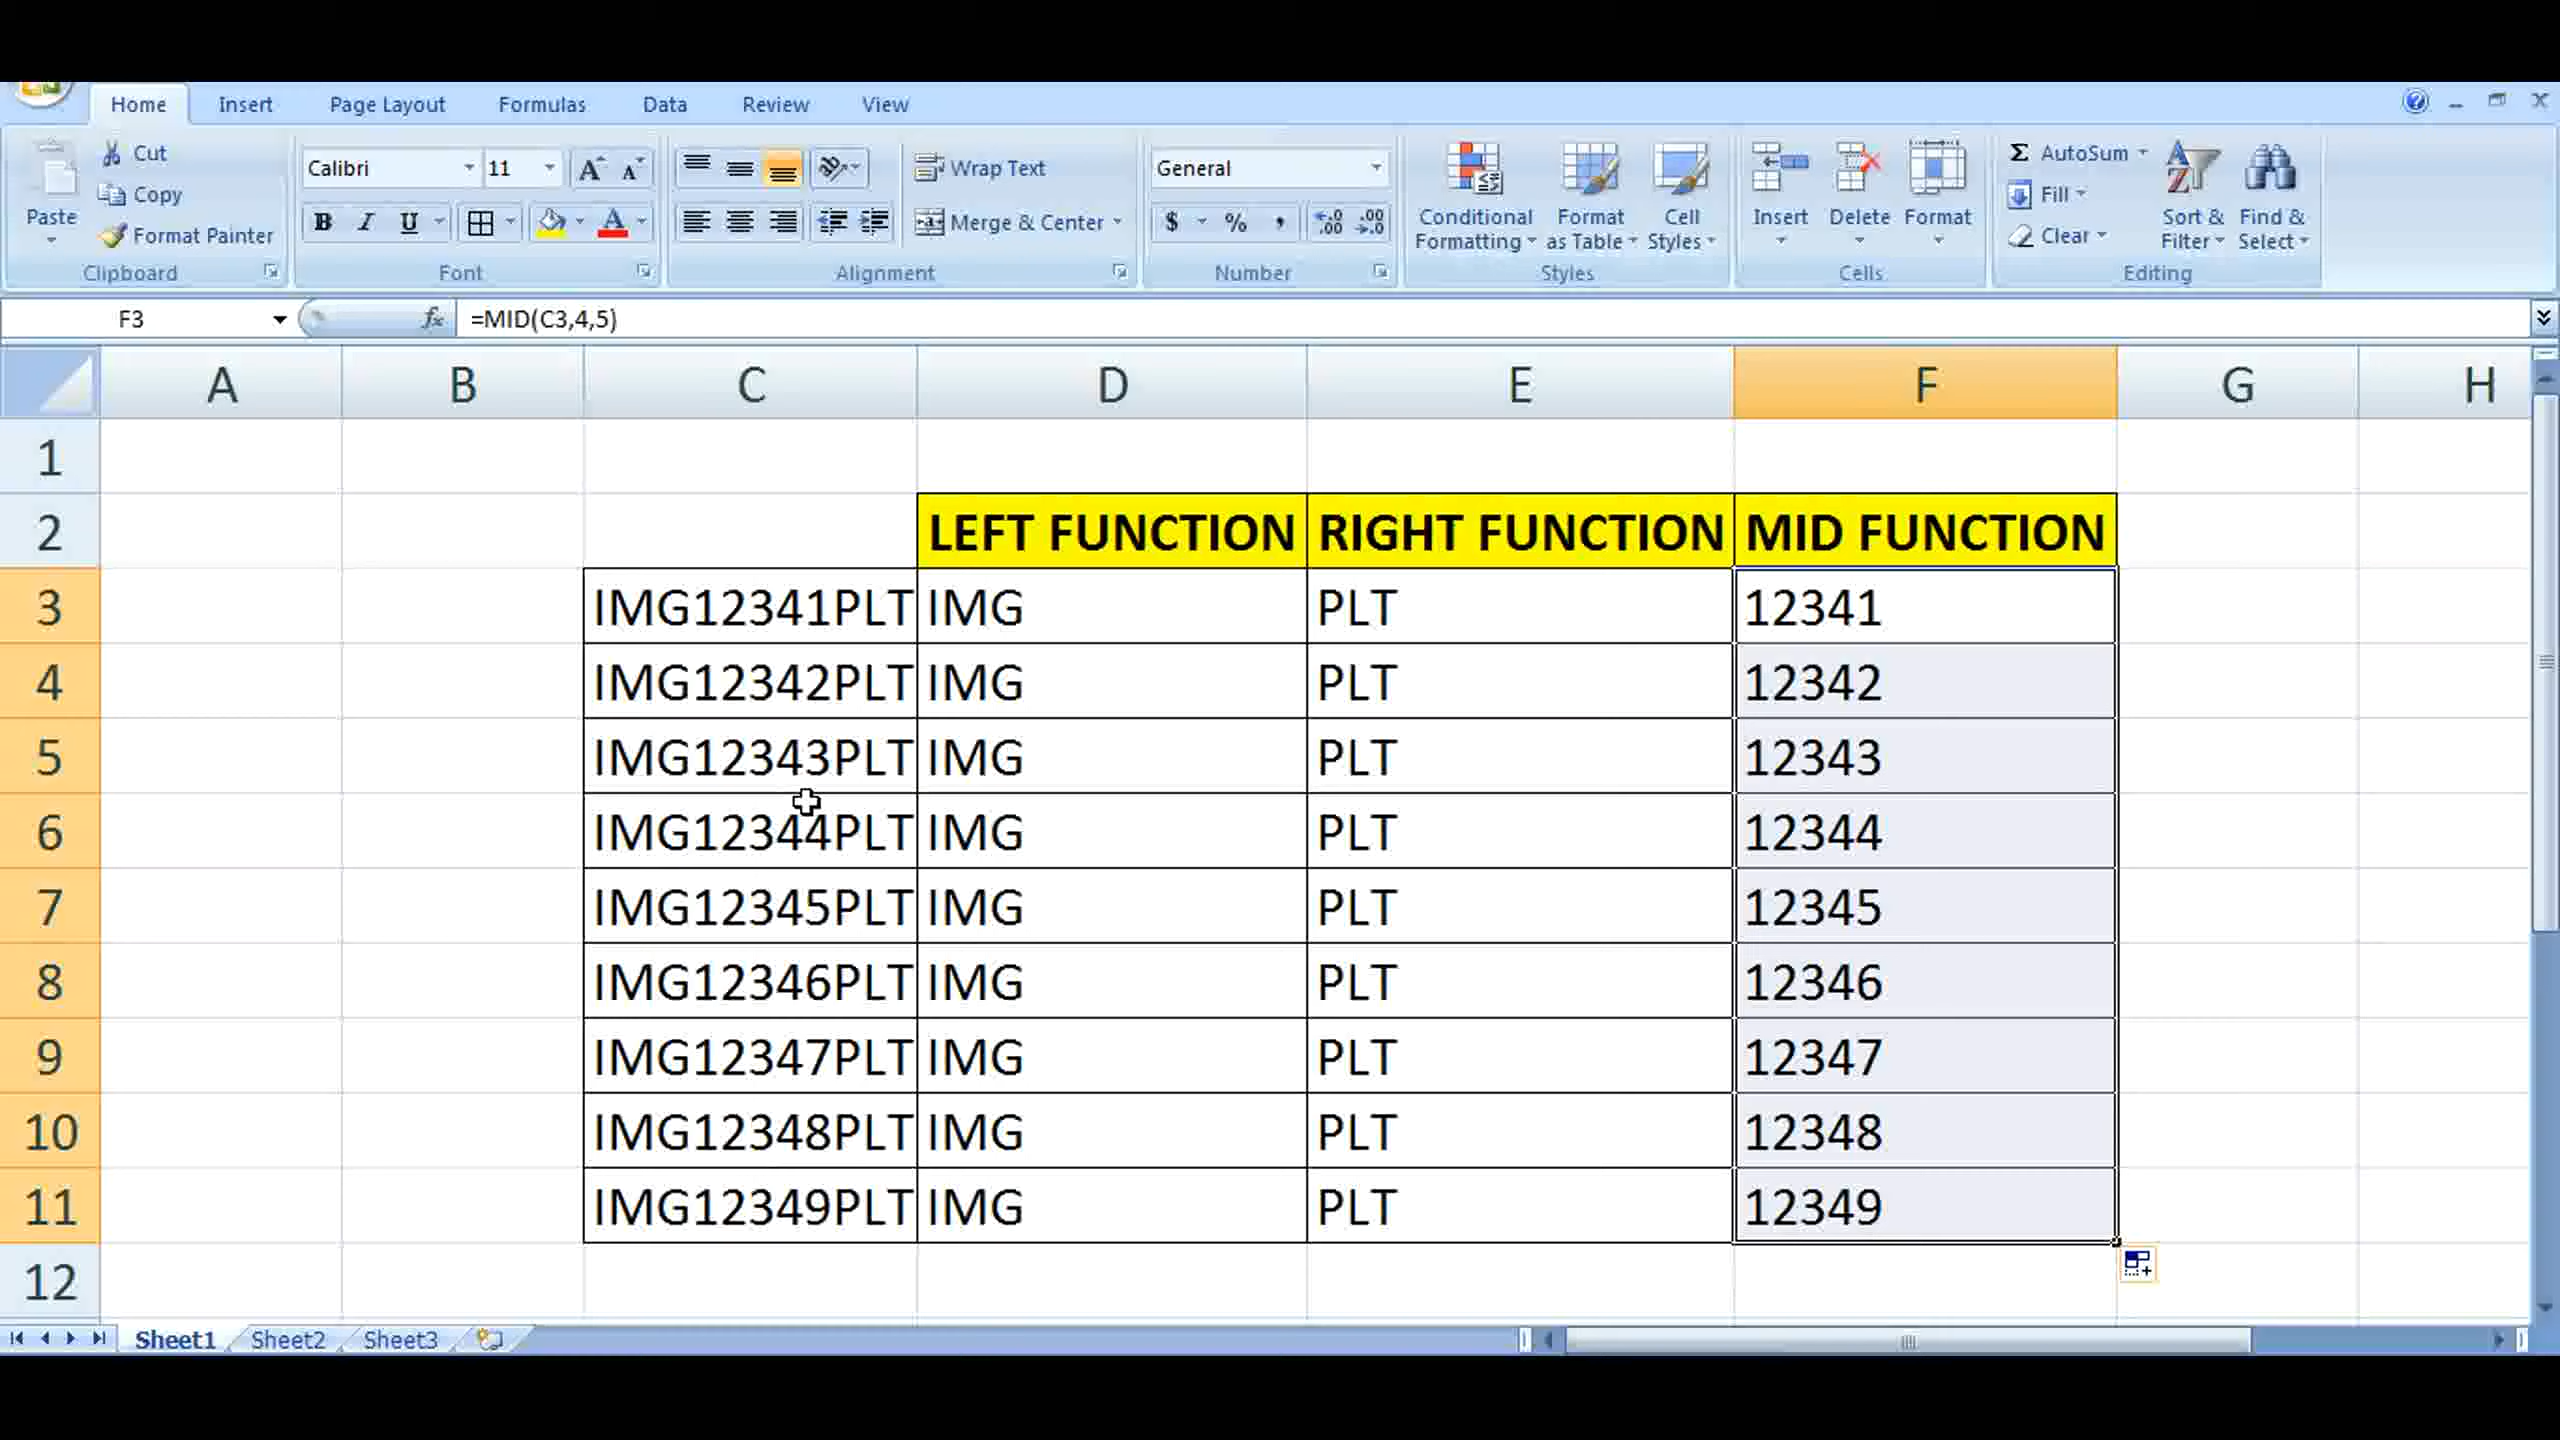 Home Insert Page Layout Formulas Data Review View
Paste
Cut
Copy
Format Painter
Clipboard
Calibri 11
B I U
Font
Wrap Text
Merge & Center
Alignment
General
$ % ,
Number
Conditional Formatting
Format as Table
Cell Styles
Styles
Insert Delete Format
Cells
Σ AutoSum
Fill
Clear
Sort & Filter
Find & Select
Editing
F3 fx =MID(C3,4,5)
A B C D E F G H
1
2 LEFT FUNCTION RIGHT FUNCTION MID FUNCTION
3 IMG12341PLT IMG PLT 12341
4 IMG12342PLT IMG PLT 12342
5 IMG12343PLT IMG PLT 12343
6 IMG12344PLT IMG PLT 12344
7 IMG12345PLT IMG PLT 12345
8 IMG12346PLT IMG PLT 12346
9 IMG12347PLT IMG PLT 12347
10 IMG12348PLT IMG PLT 12348
11 IMG12349PLT IMG PLT 12349
12
Sheet1 Sheet2 Sheet3